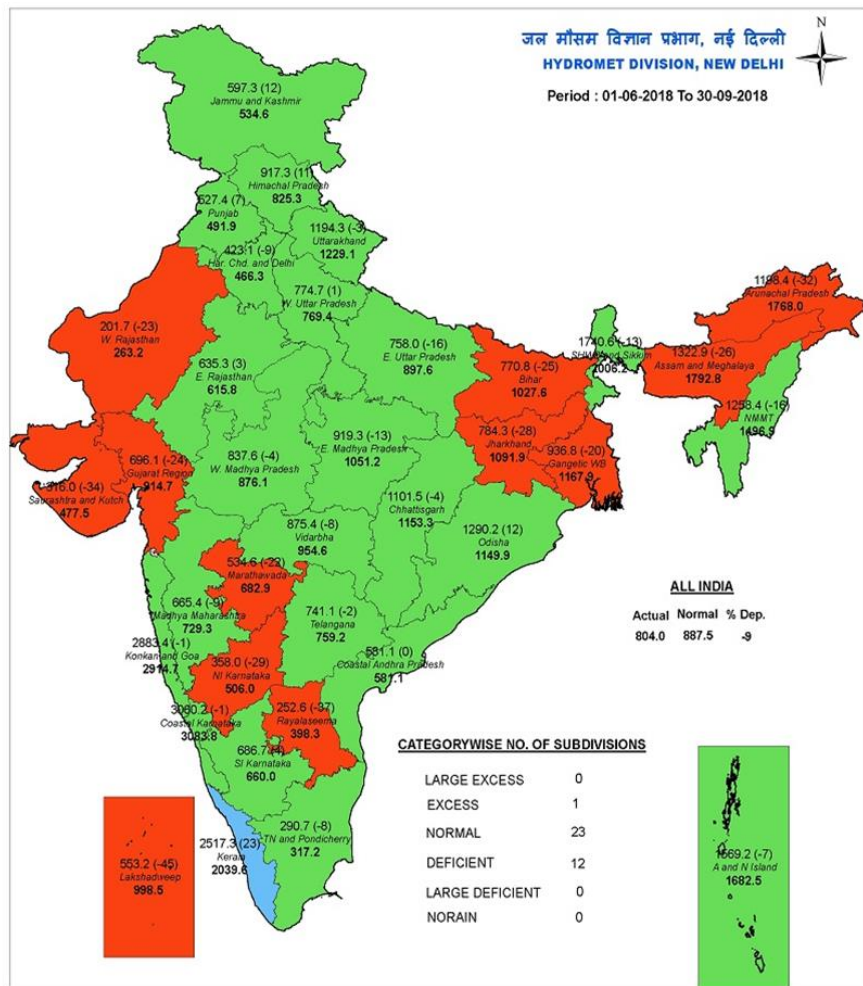 जल मौसम विज्ञान प्रभाग, नई दिल्ली
HYDROMET DIVISION, NEW DELHI
N
Period : 01-06-2018 To 30-09-2018
597.3 (12)
Jammu and Kashmir
534.6
917.3 (11)
Himachal Pradesh
825.3
527.4 (7)
Punjab
491.9
1194.3 (-3)
Uttarakhand
1229.1
423.1 (-9)
Har. Chd. and Delhi
466.3
774.7 (1)
W. Uttar Pradesh
769.4
201.7 (-23)
W. Rajasthan
263.2
758.0 (-16)
E. Uttar Pradesh
897.6
635.3 (3)
E. Rajasthan
615.8
770.8 (-25)
Bihar
1027.6
1740.6 (-13)
SHWB and Sikkim
2006.2
1198.4 (-32)
Arunachal Pradesh
1768.0
1322.9 (-26)
Assam and Meghalaya
1792.8
1258.4 (-16)
NMMT
1496.9
784.3 (-28)
Jharkhand
1091.9
936.8 (-20)
Gangetic WB
1167.9
919.3 (-13)
E. Madhya Pradesh
1051.2
837.6 (-4)
W. Madhya Pradesh
876.1
696.1 (-24)
Gujarat Region
914.7
316.0 (-34)
Saurashtra and Kutch
477.5
1101.5 (-4)
Chhattisgarh
1153.3
1290.2 (12)
Odisha
1149.9
875.4 (-8)
Vidarbha
954.6
534.6 (-22)
Marathawada
682.9
665.4 (-9)
Madhya Maharashtra
729.3
741.1 (-2)
Telangana
759.2
2883.4 (-1)
Konkan and Goa
2914.7
581.1 (0)
Coastal Andhra Pradesh
581.1
358.0 (-29)
NI Karnataka
506.0
252.6 (-37)
Rayalaseema
398.3
(-1)
Coastal Karnataka
3083.8
686.7 (4)
SI Karnataka
660.0
290.7 (-8)
TN and Pondicherry
317.2
2517.3 (23)
Kerala
2039.6
553.2 (-45)
Lakshadweep
998.5
ALL INDIA
Actual Normal % Dep.
804.0 887.5 -9
CATEGORYWISE NO. OF SUBDIVISIONS
LARGE EXCESS 0
EXCESS 1
NORMAL 23
DEFICIENT 12
LARGE DEFICIENT 0
NORAIN 0
1569.2 (-7)
A and N Island
1682.5